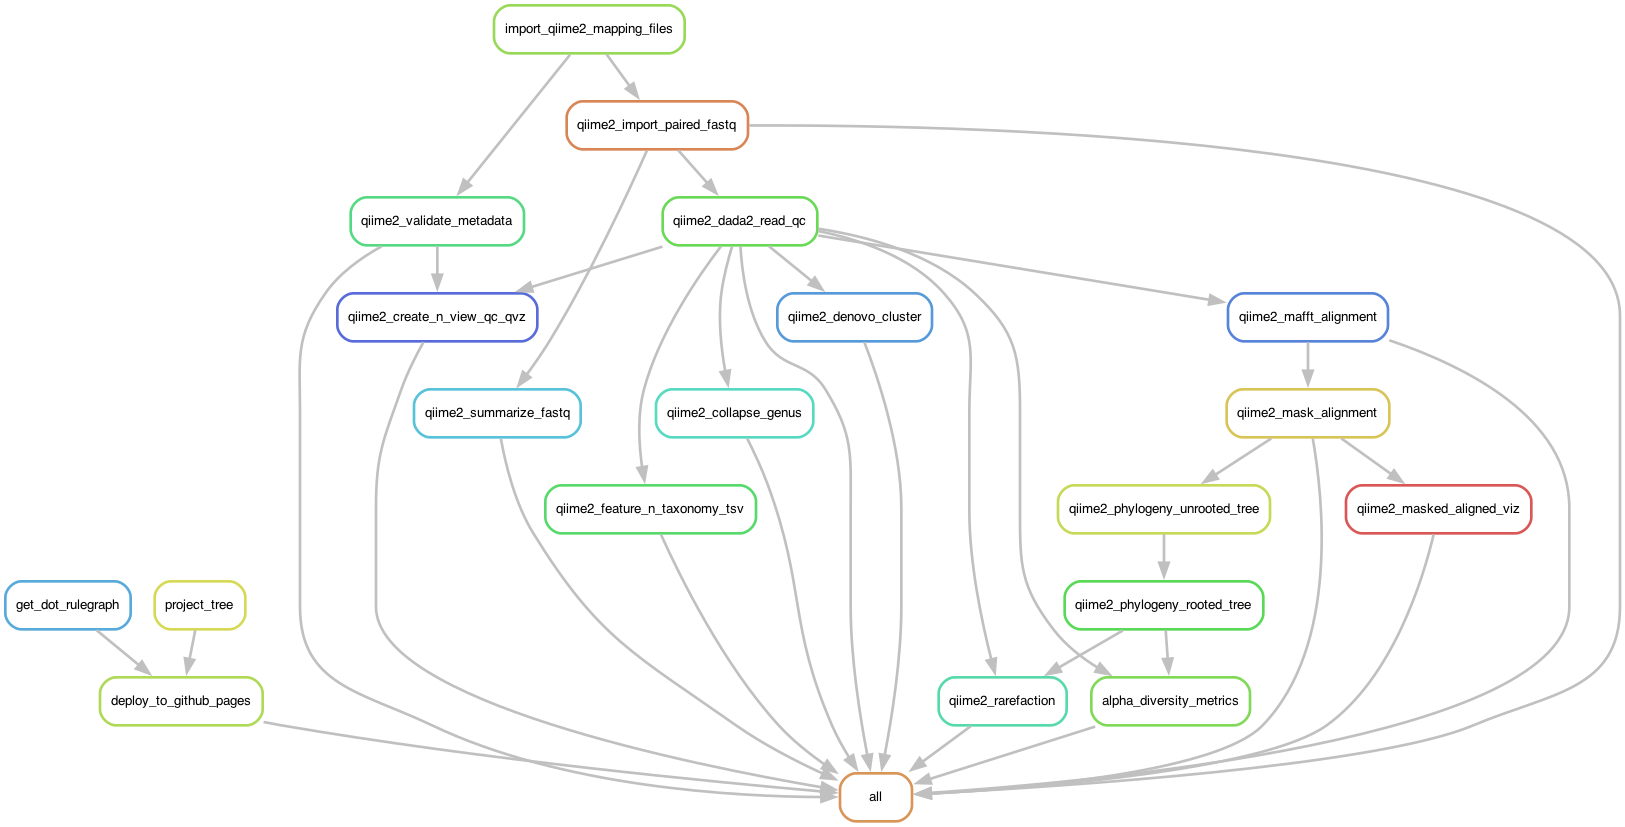 import_qiime2_mapping_files
qiime2_import_paired_fastq
qiime2_validate_metadata
qiime2_dada2_read_qc
qiime2_create_n_view_qc_qvz
qiime2_denovo_cluster
qiime2_mafft_alignment
qiime2_summarize_fastq
qiime2_collapse_genus
qiime2_mask_alignment
qiime2_feature_n_taxonomy_tsv
qiime2_phylogeny_unrooted_tree
qiime2_masked_aligned_viz
get_dot_rulegraph
project_tree
qiime2_phylogeny_rooted_tree
deploy_to_github_pages
qiime2_rarefaction
alpha_diversity_metrics
all